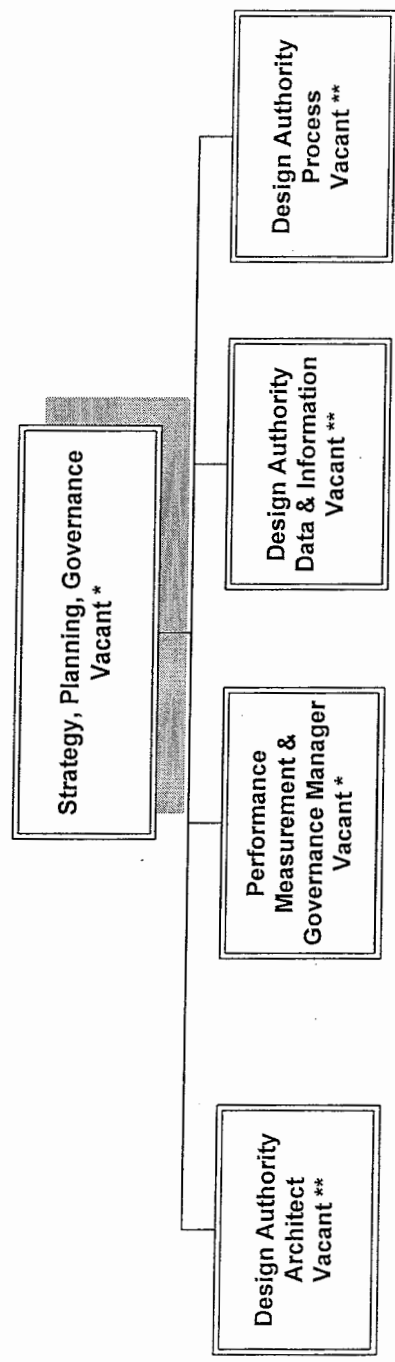 Strategy, Planning, Governance
Vacant *
Design Authority
Architect
Vacant **
Performance
Measurement &
Governance Manager
Vacant *
Design Authority
Data & Information
Vacant **
Design Authority
Process
Vacant **